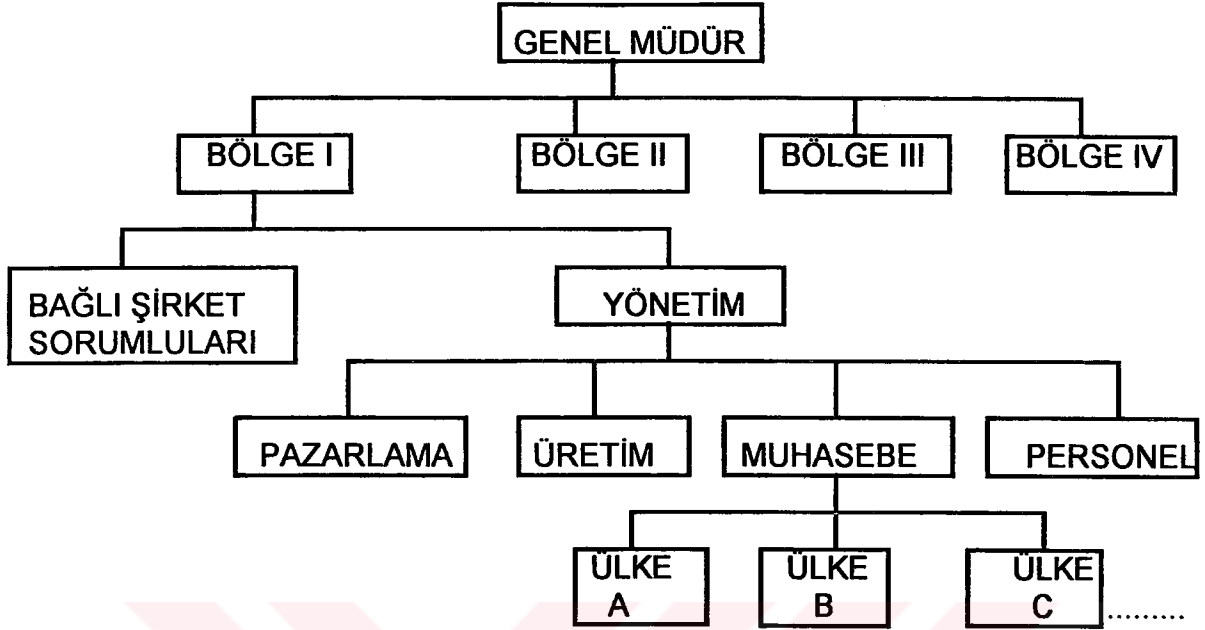 GENEL MÜDÜR
BÖLGE I
BÖLGE II
BÖLGE III
BÖLGE IV
BAĞLI ŞİRKET
SORUMLULARI
YÖNETİM
PAZARLAMA
ÜRETİM
MUHASEBE
PERSONEL
ÜLKE
A
ÜLKE
B
ÜLKE
C .........